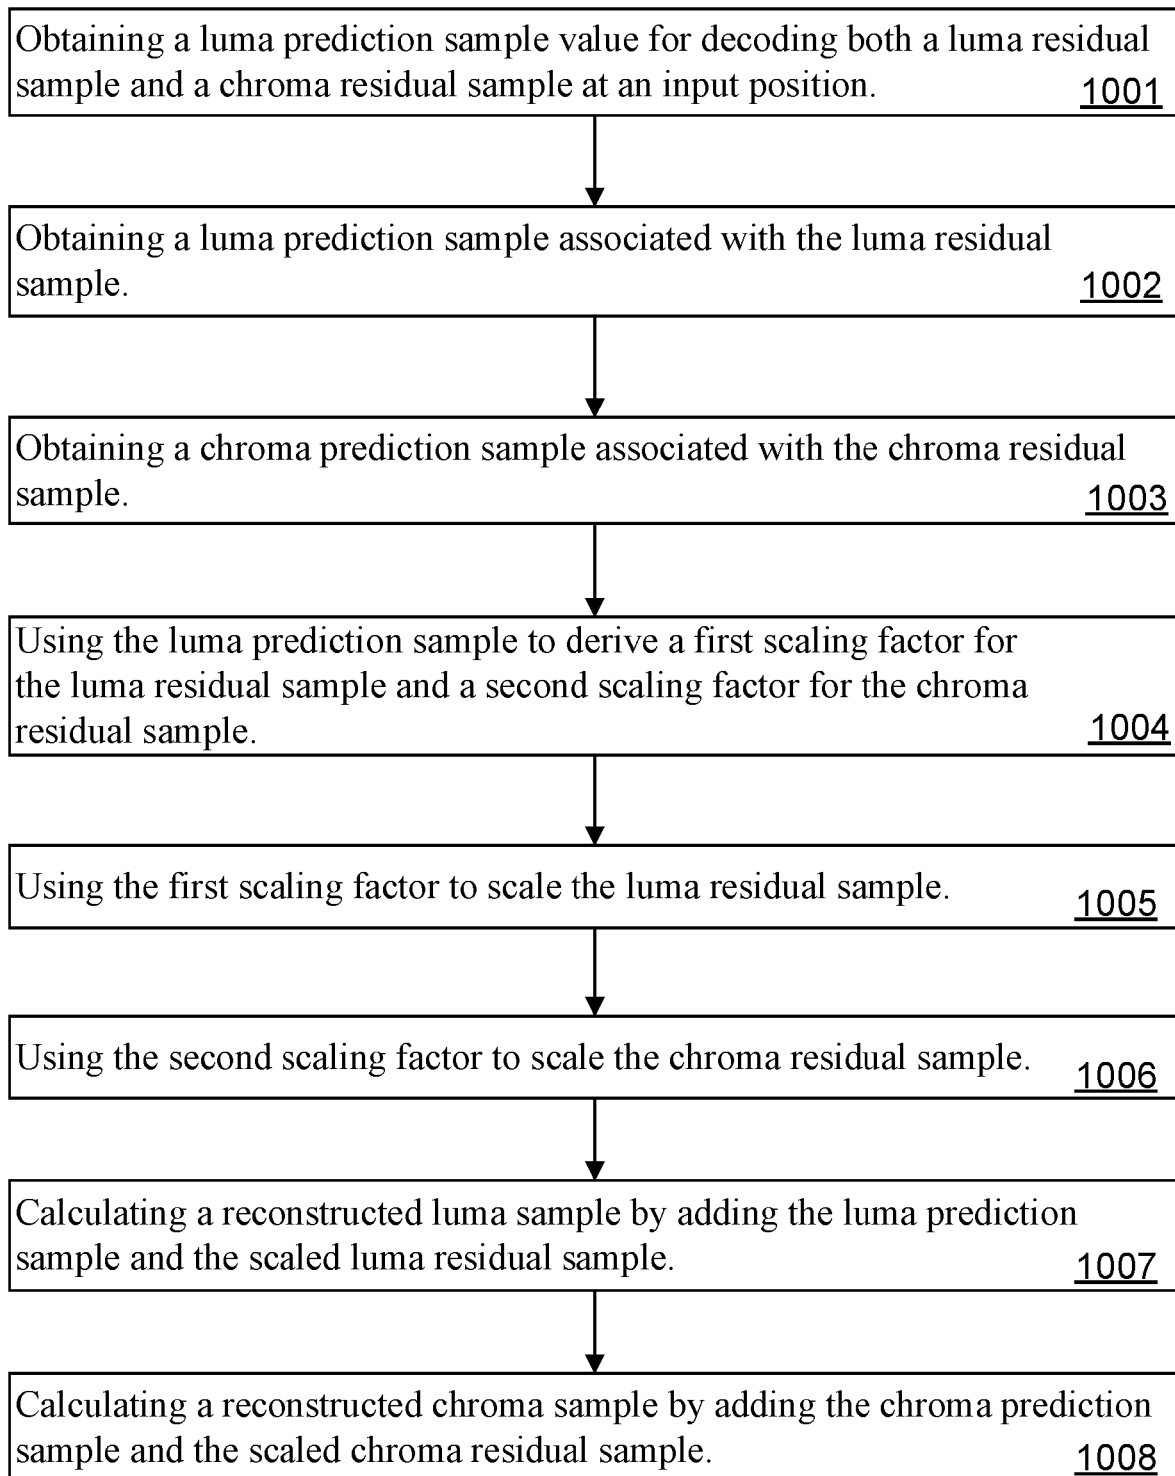 Obtaining a luma prediction sample value for decoding both a luma residual
sample and a chroma residual sample at an input position.
1001
Obtaining a luma prediction sample associated with the luma residual
sample.
1002
Obtaining a chroma prediction sample associated with the chroma residual
sample.
1003
Using the luma prediction sample to derive a first scaling factor for
the luma residual sample and a second scaling factor for the chroma
residual sample.
1004
Using the first scaling factor to scale the luma residual sample.
1005
Using the second scaling factor to scale the chroma residual sample.
1006
Calculating a reconstructed luma sample by adding the luma prediction
sample and the scaled luma residual sample.
1007
Calculating a reconstructed chroma sample by adding the chroma prediction
sample and the scaled chroma residual sample.
1008